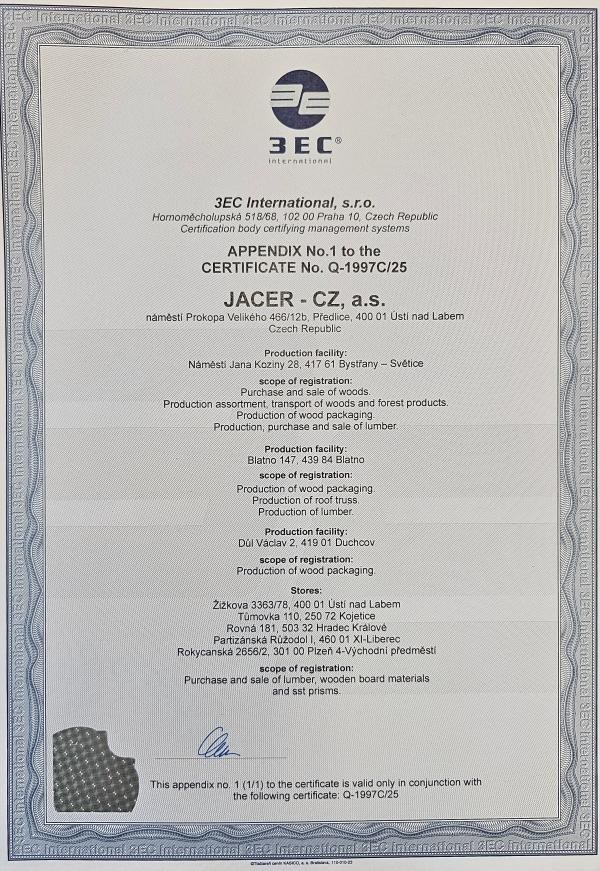 3EC®
international
3EC International, s.r.o.
Hornoměcholupská 518/68, 102 00 Praha 10, Czech Republic
Certification body certifying management systems
APPENDIX No.1 to the
CERTIFICATE No. Q-1997C/25
JACER - CZ, a.s.
náměstí Prokopa Velikého 466/12b, Předlice, 400 01 Ústí nad Labem
Czech Republic
Production facility:
Náměstí Jana Koziny 28, 417 61 Bystřany – Světice
scope of registration:
Purchase and sale of woods.
Production assortment, transport of woods and forest products.
Production of wood packaging.
Production, purchase and sale of lumber.
Production facility:
Blatno 147, 439 84 Blatno
scope of registration:
Production of wood packaging.
Production of roof truss.
Production of lumber.
Production facility:
Důl Václav 2, 419 01 Duchcov
scope of registration:
Production of wood packaging.
Stores:
Žižkova 3363/78, 400 01 Ústí nad Labem
Tůmovka 110, 250 72 Kojetice
Rovná 181, 503 32 Hradec Králové
Partizánská Růžodol I, 460 01 XI-Liberec
Rokycanská 2656/2, 301 00 Plzeň 4-Východní předměstí
scope of registration:
Purchase and sale of lumber, wooden board materials
and sst prisms.
This appendix no. 1 (1/1) to the certificate is valid only in conjunction with
the following certificate: Q-1997C/25